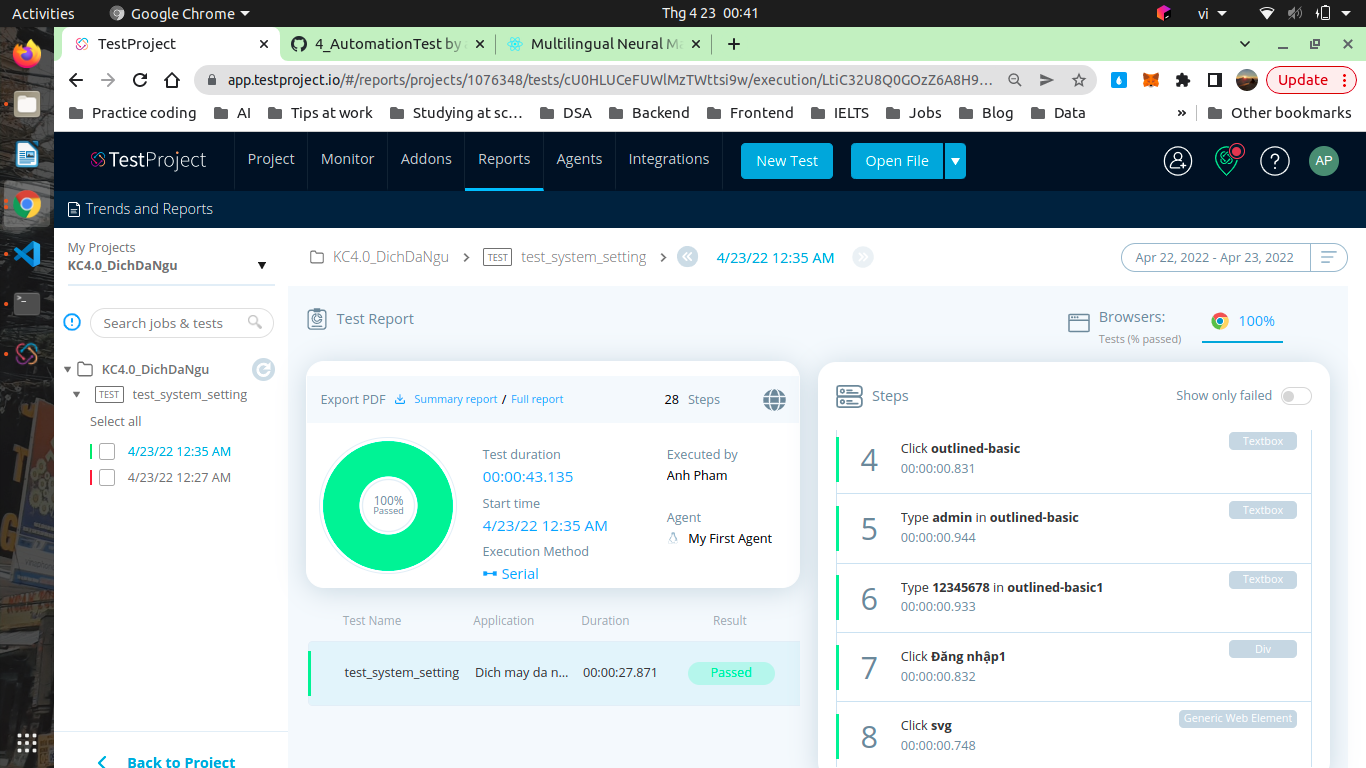 Activities
Google Chrome
Thg 4 23 00:41
vi
TestProject
4_AutomationTest by
Multilingual Neural Ma
app.testproject.io/#/reports/projects/1076348/tests/cU0HLUCeFUWlMzTWttsi9w/execution/LtiC32U8Q0GOzZ6A8H9...
Update
Practice coding
AI
Tips at work
Studying at sc...
DSA
Backend
Frontend
IELTS
Jobs
Blog
Data
»
Other bookmarks
TestProject
Project
Monitor
Addons
Reports
Agents
Integrations
New Test
Open File
AP
Trends and Reports
My Projects
KC4.0_DichDaNgu
KC4.0_DichDaNgu
TEST
test_system_setting
4/23/22 12:35 AM
Apr 22, 2022 - Apr 23, 2022
Search jobs & tests
KC4.0_DichDaNgu
TEST
test_system_setting
Select all
4/23/22 12:35 AM
4/23/22 12:27 AM
Back to Project
Test Report
Browsers:
Tests (% passed)
100%
Export PDF
Summary report / Full report
28 Steps
100%
Passed
Test duration
00:00:43.135
Start time
4/23/22 12:35 AM
Execution Method
Serial
Executed by
Anh Pham
Agent
My First Agent
Test Name
Application
Duration
Result
test_system_setting
Dich may da n...
00:00:27.871
Passed
Steps
Show only failed
4
Click outlined-basic
00:00:00.831
Textbox
5
Type admin in outlined-basic
00:00:00.944
Textbox
6
Type 12345678 in outlined-basic1
00:00:00.933
Textbox
7
Click Đăng nhập1
00:00:00.832
Div
8
Click svg
00:00:00.748
Generic Web Element